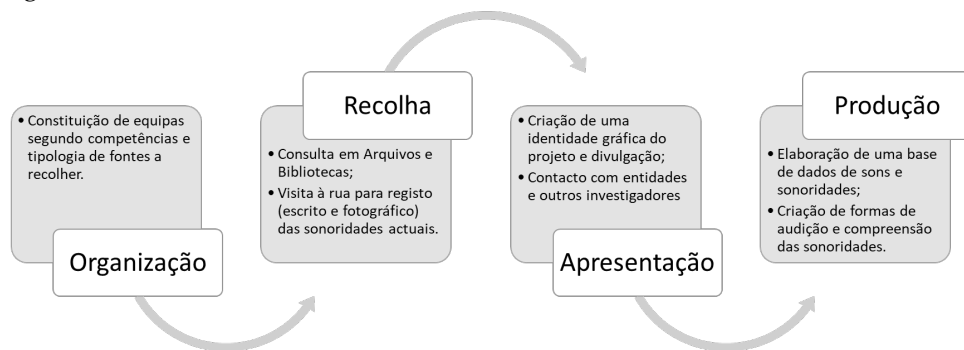 • Constituição de equipas
segundo competências e
tipologia de fontes a
recolher.
Organização
Recolha
• Consulta em Arquivos e
Bibliotecas;
• Visita à rua para registo
(escrito e fotográfico)
das sonoridades actuais.
• Criação de uma
identidade gráfica do
projeto e divulgação;
• Contacto com entidades
e outros investigadores
Apresentação
Produção
• Elaboração de uma base
de dados de sons e
sonoridades;
• Criação de formas de
audição e compreensão
das sonoridades.